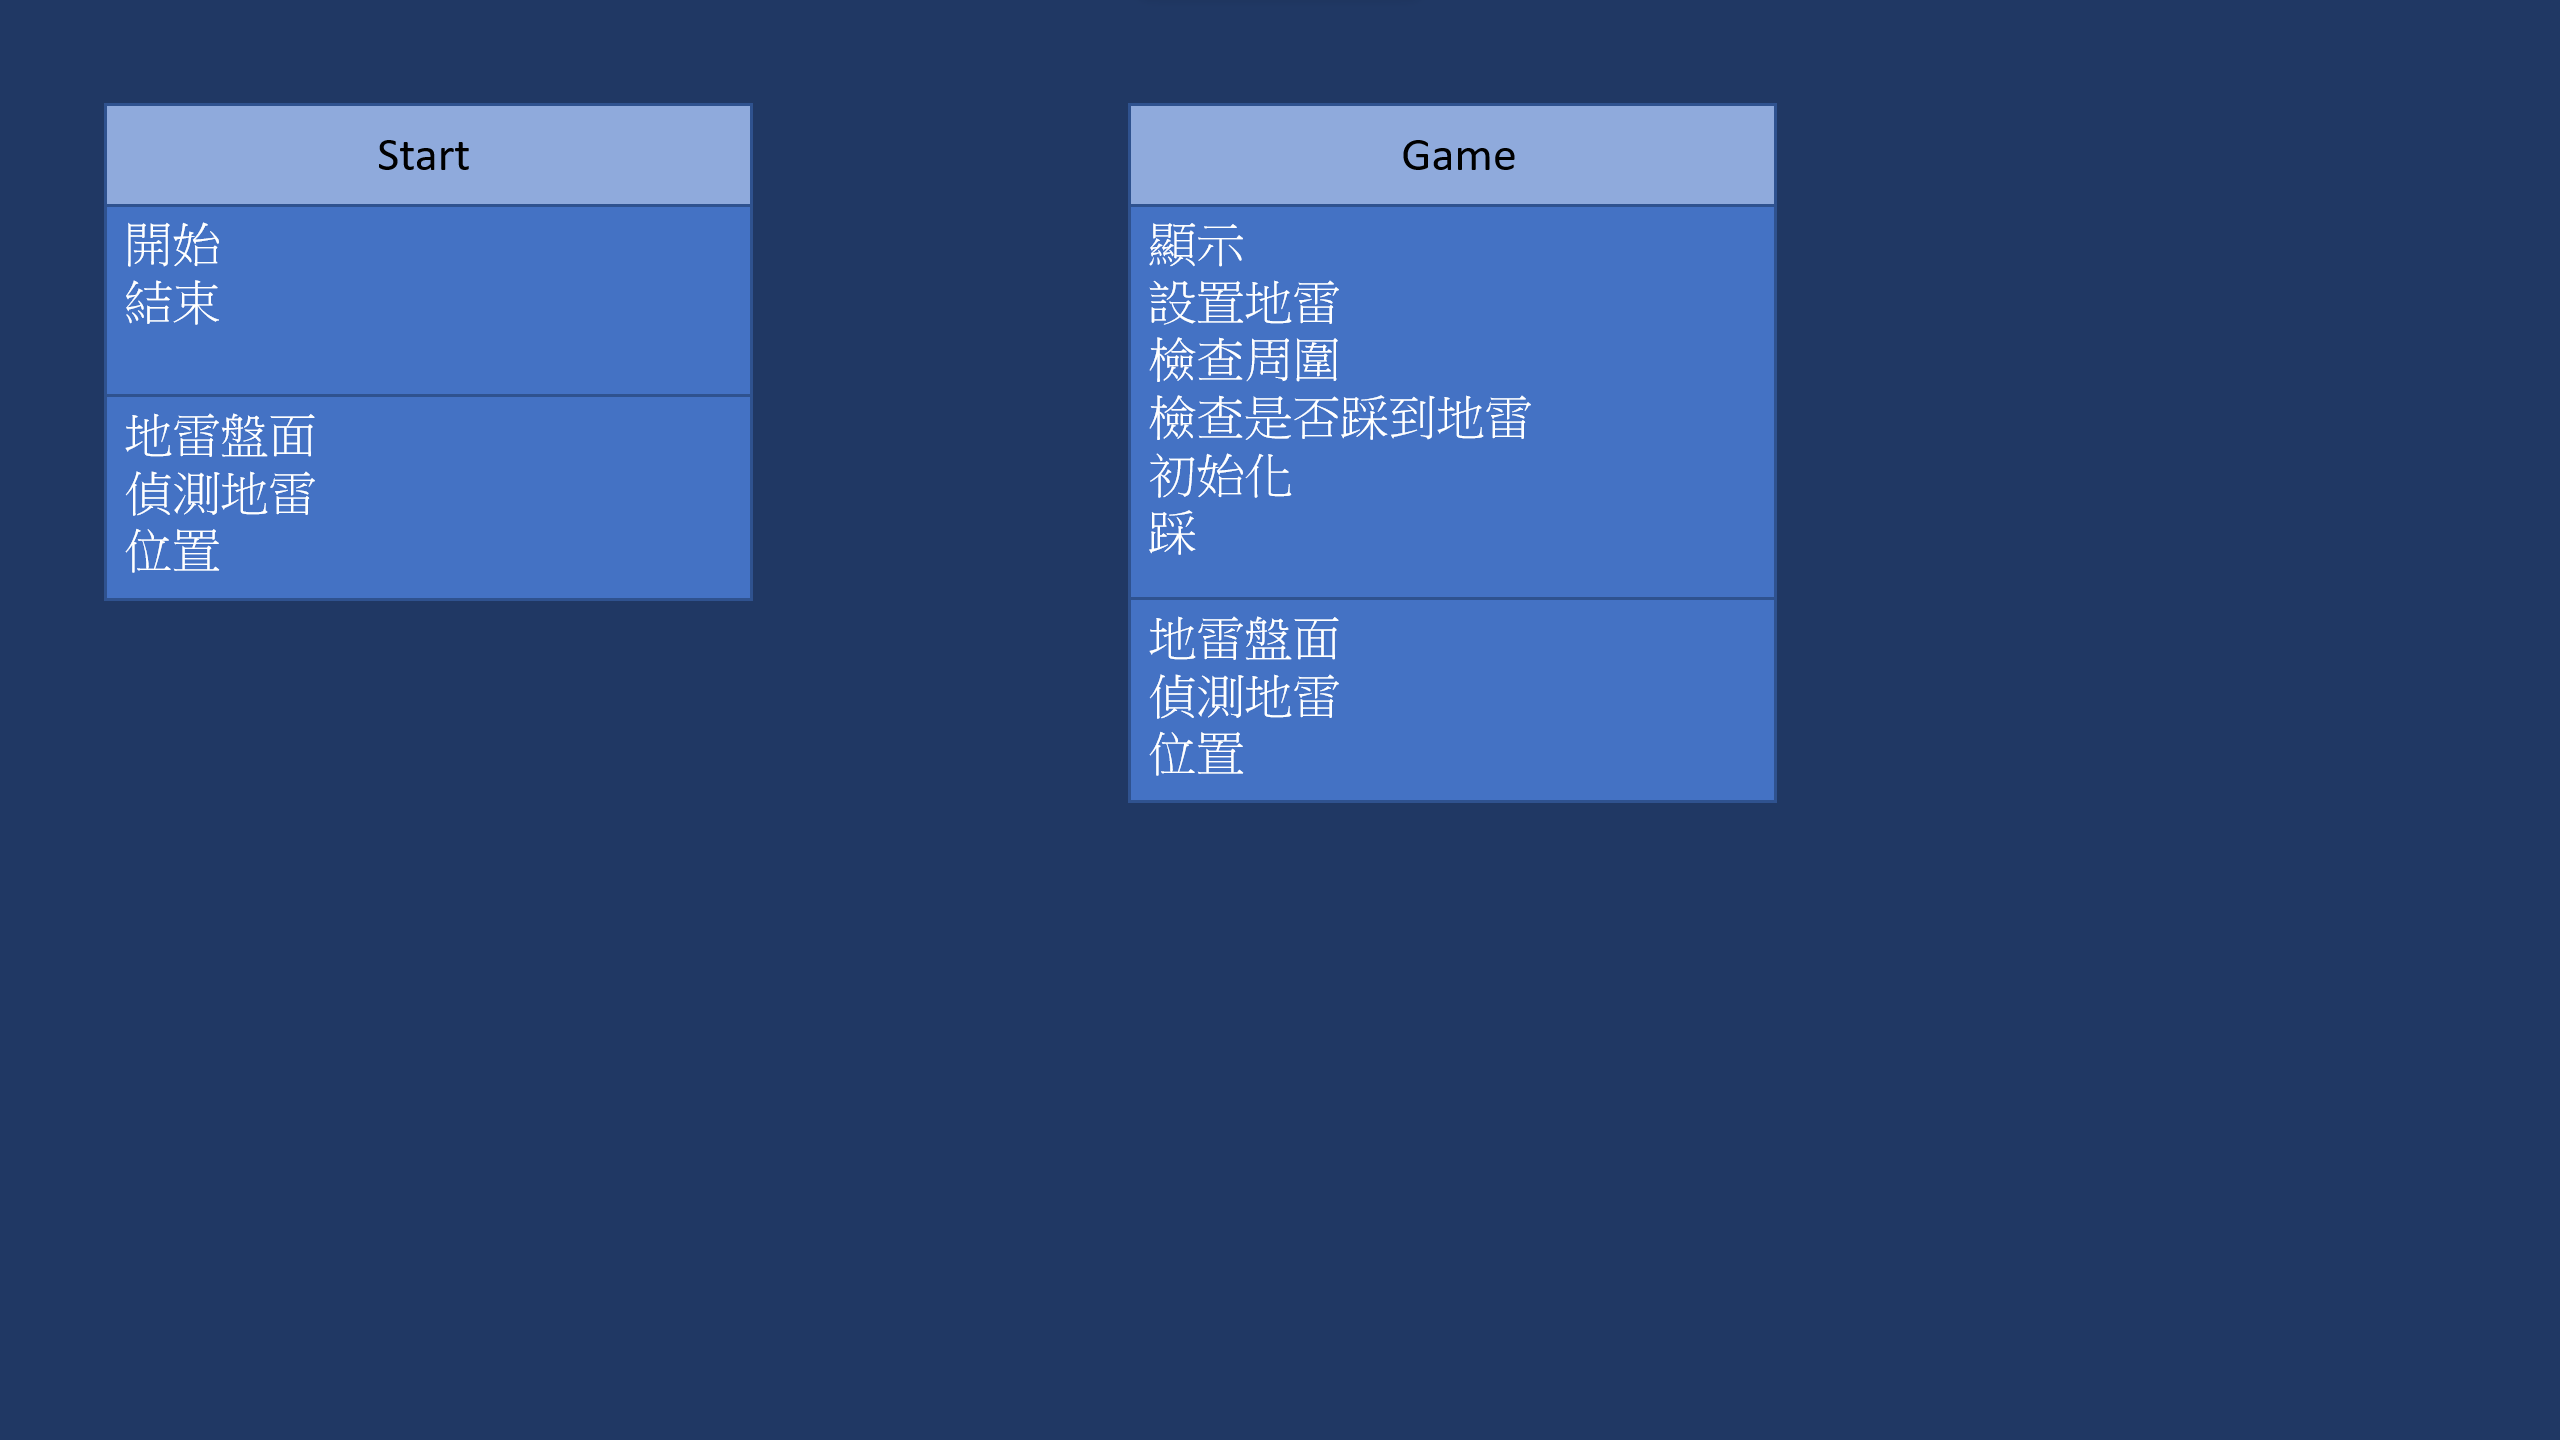 Start
開始
結束
地雷盤面
偵測地雷
位置
Game
顯示
設置地雷
檢查周圍
檢查是否踩到地雷
初始化
踩
地雷盤面
偵測地雷
位置